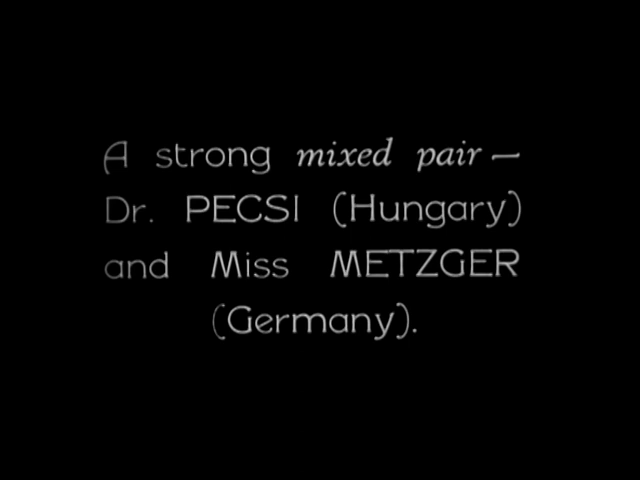 A strong mixed pair —
Dr. PECSI (Hungary)
and Miss METZGER
(Germany).